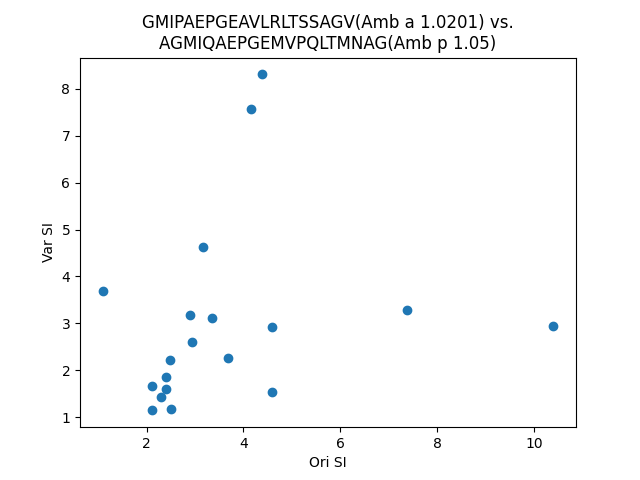 GMIPAEPGEAVLRLTSSAGV(Amb a 1.0201) vs.
AGMIQAEPGEMVPQLTMNAG(Amb p 1.05)
8
7
6
5
4
3
2
1
Var SI
2 4 6 8 10
Ori SI